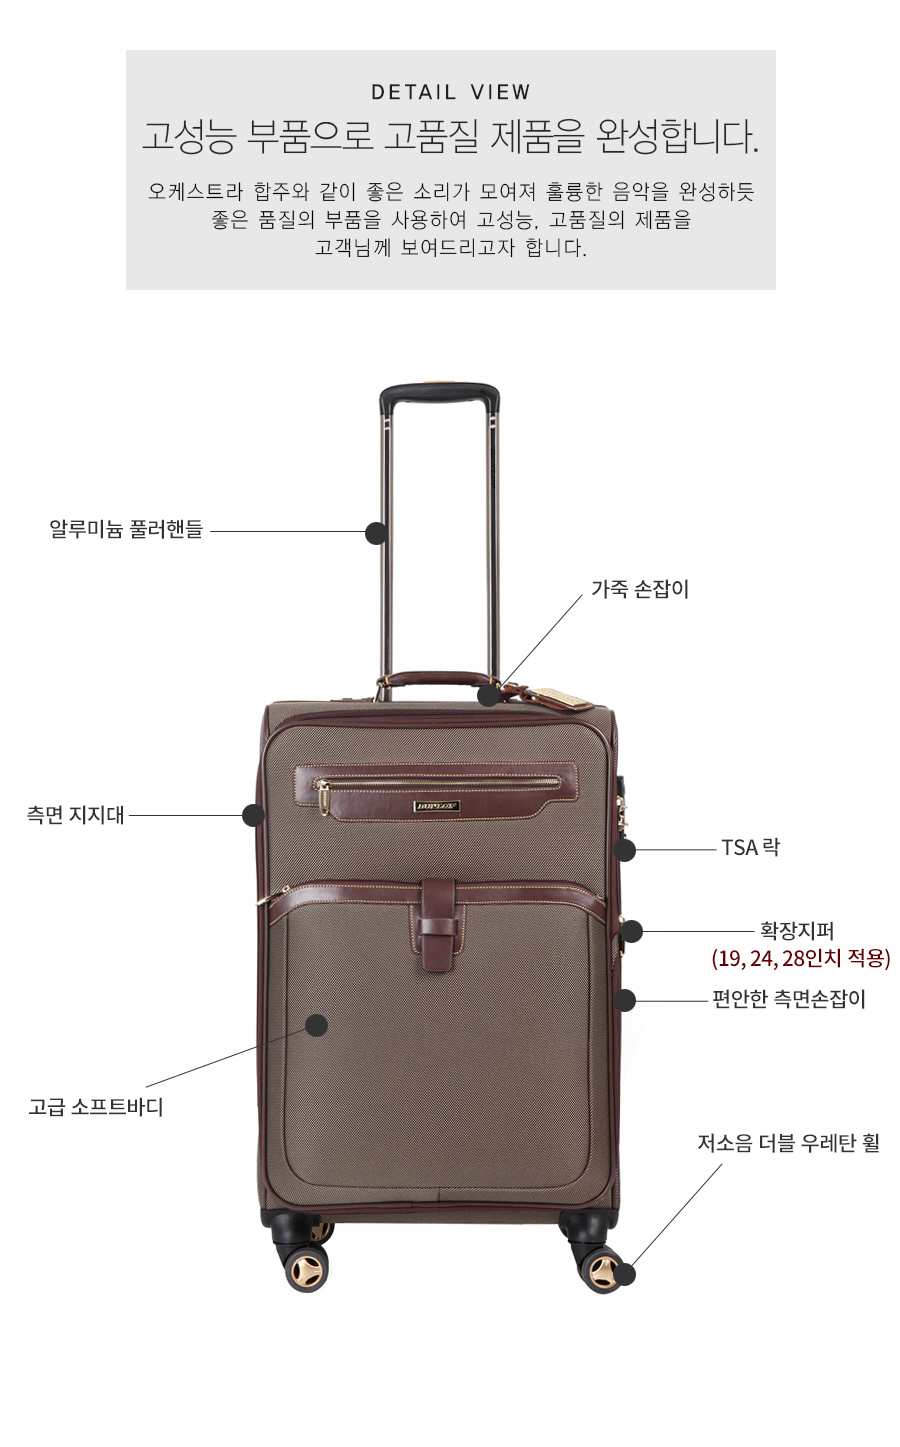 DETAIL VIEW
고성능 부품으로 고품질 제품을 완성합니다.
오케스트라 합주와 같이 좋은 소리가 모여져 훌륭한 음악을 완성하듯
좋은 품질의 부품을 사용하여 고성능, 고품질의 제품을
고객님께 보여드리고자 합니다.
알루미늄 풀러핸들
가죽 손잡이
측면 지지대
TSA 락
확장지퍼
(19, 24, 28인치 적용)
편안한 측면손잡이
고급 소프트바디
저소음 더블 우레탄 휠